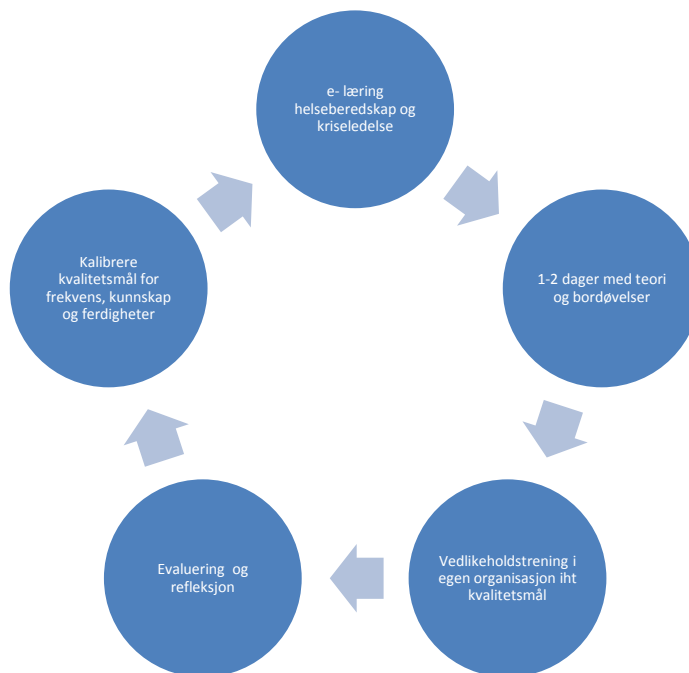 e- læring
helseberedskap og
kriseledelse
1-2 dager med teori
og bordøvelser
Vedlikeholdstrening i
egen organisasjon iht
kvalitetsmål
Evaluering og
refleksjon
Kalibrere
kvalitetsmål for
frekvens, kunnskap
og ferdigheter